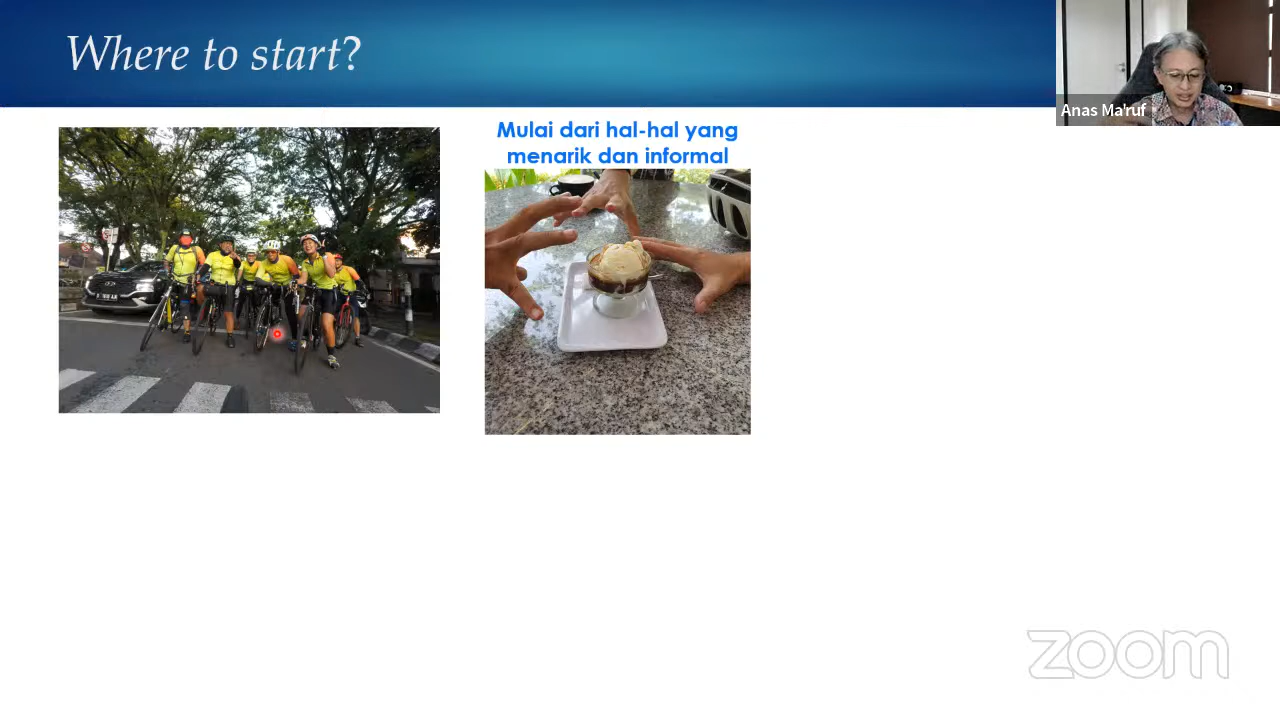 Where to start?
Anas Ma'ruf
Mulai dari hal-hal yang
menarik dan informal
zoom